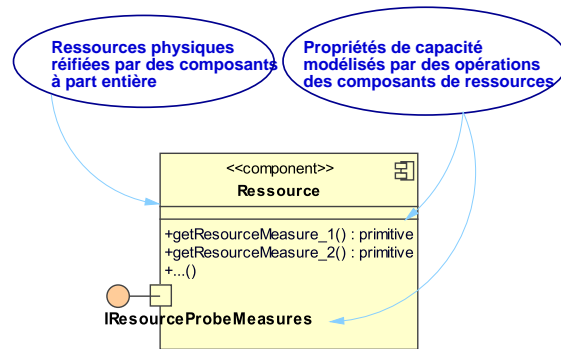 Ressources physiques
réifiées par des composants
à part entière
Propriétés de capacité
modélisés par des opérations
des composants de ressources
<<component>>
Ressource
+getResourceMeasure_1() : primitive
+getResourceMeasure_2() : primitive
+...()
IResourceProbeMeasures